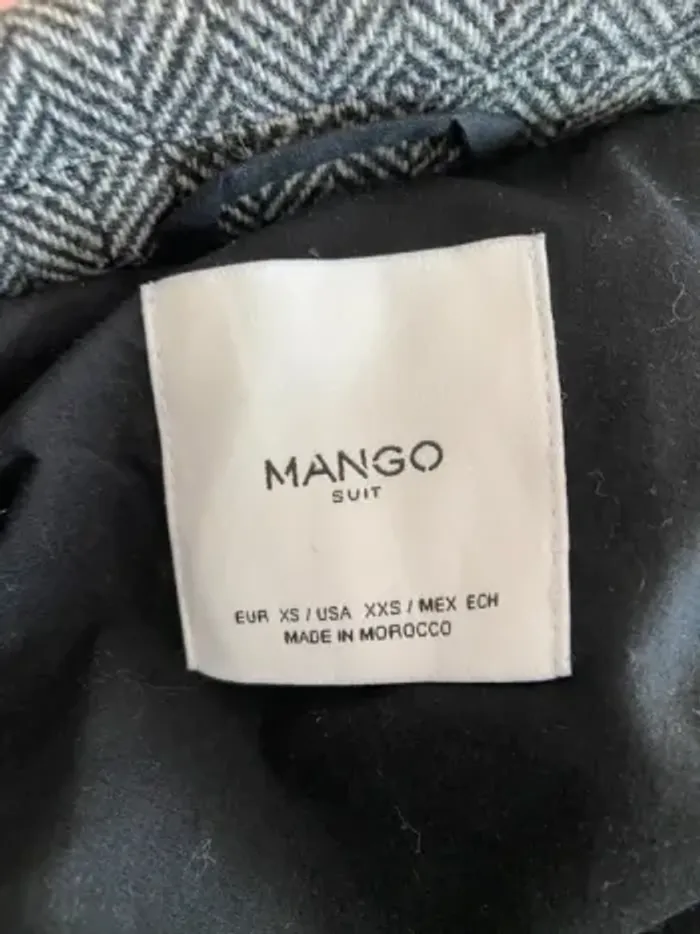 MANGO
SUIT
EUR XS / USA XXS / MEX ECH
MADE IN MOROCCO